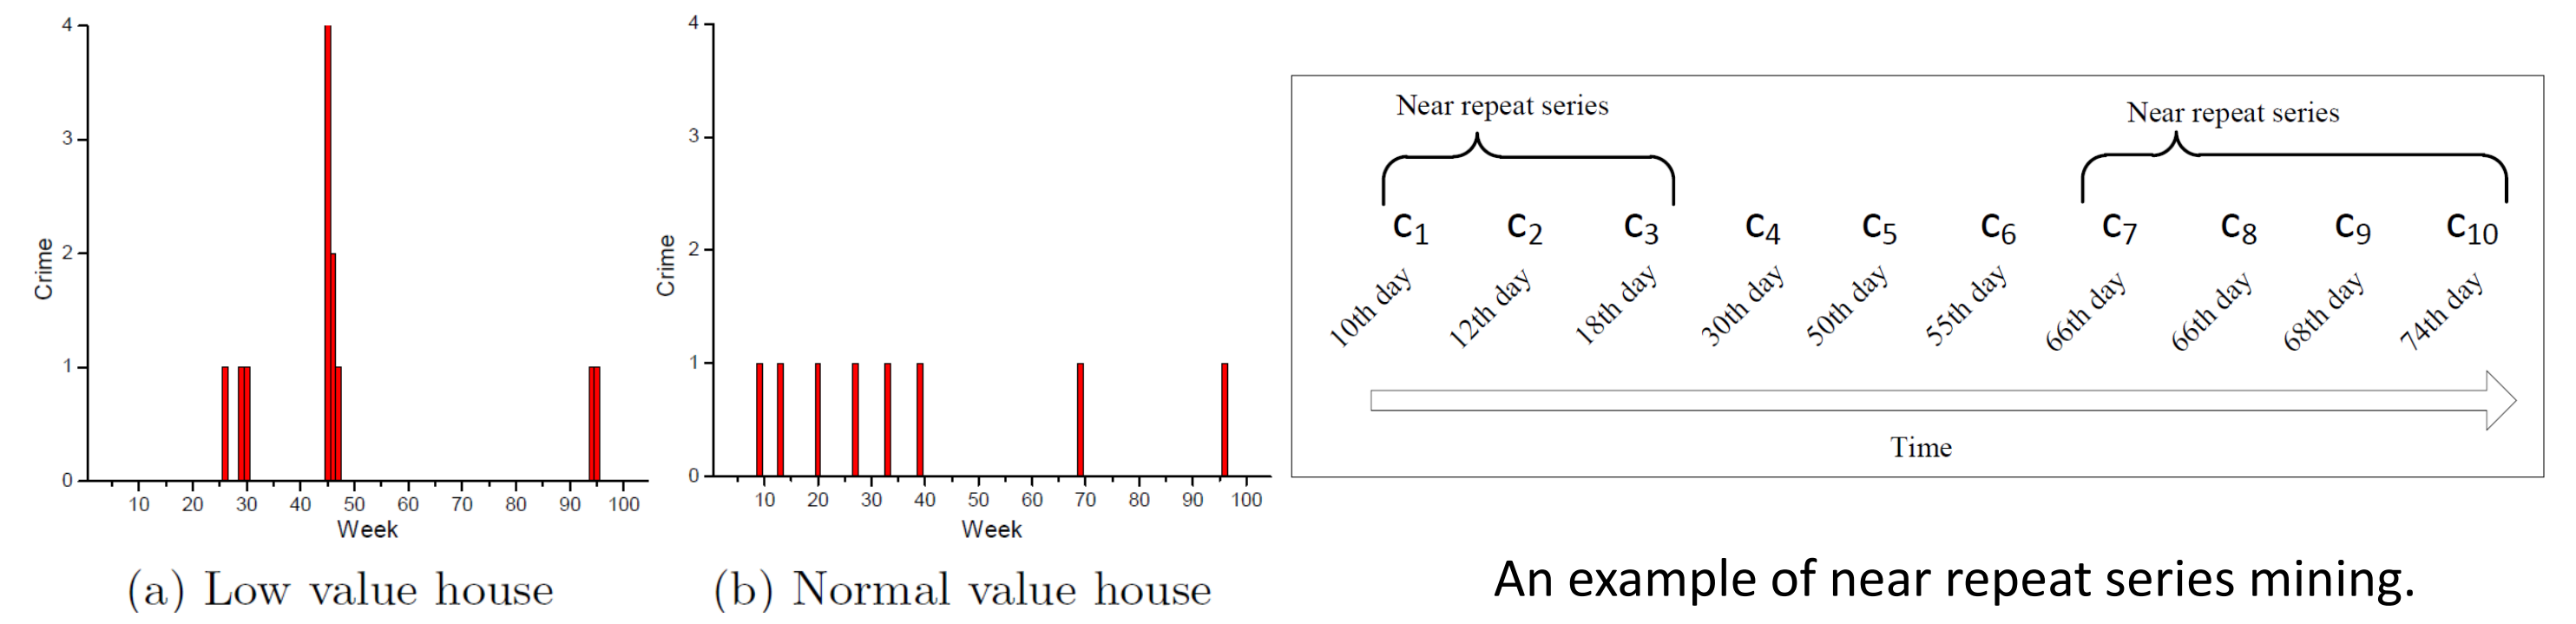 4
3
2
1
0
Crime
10 20 30 40 50 60 70 80 90 100
Week
(a) Low value house
4
3
2
1
0
Crime
10 20 30 40 50 60 70 80 90 100
Week
(b) Normal value house
Near repeat series
Near repeat series
c1 c2 c3 c4 c5 c6 c7 c8 c9 c10
10th day 12th day 18th day 30th day 50th day 55th day 66th day 66th day 68th day 74th day
Time
An example of near repeat series mining.